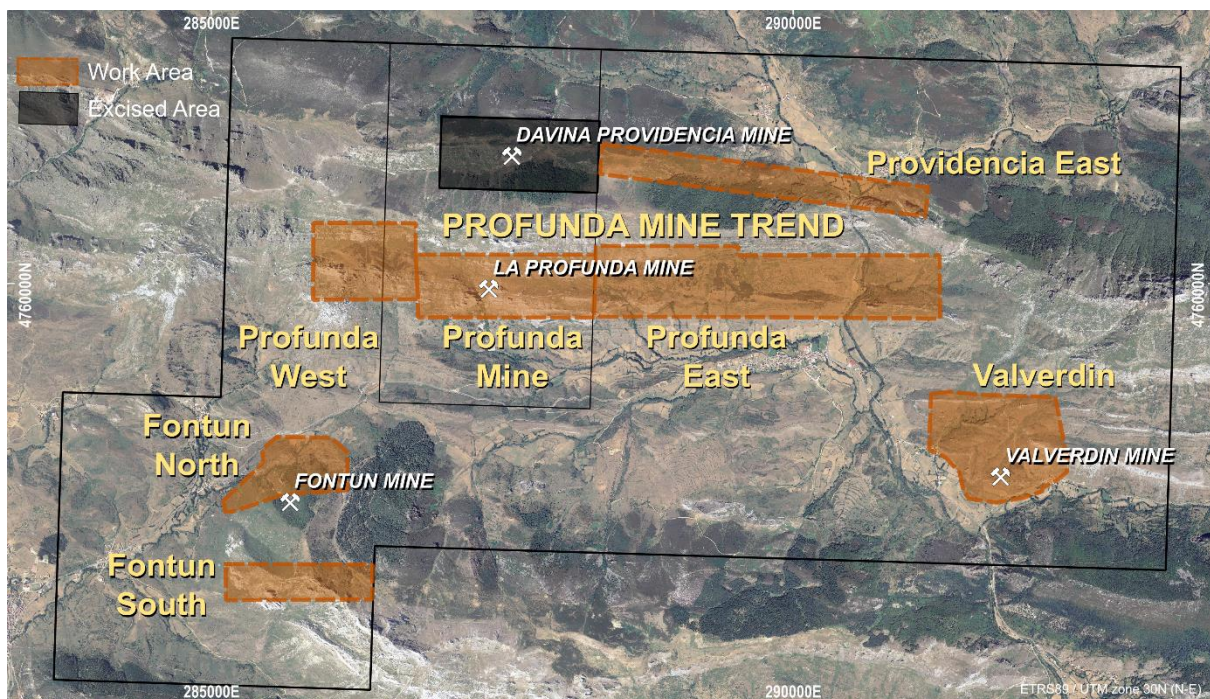 285000E
290000E
Work Area
Excised Area
DAVINA PROVIDENCIA MINE
Providencia East
PROFUNDA MINE TREND
LA PROFUNDA MINE
4760000N
4760000N
Profunda
West
Profunda
Mine
Profunda
East
Valverdin
Fontun
North
FONTUN MINE
VALVERDIN MINE
Fontun
South
285000E
290000E
ETRS89 / UTM zone 30N (N-E)